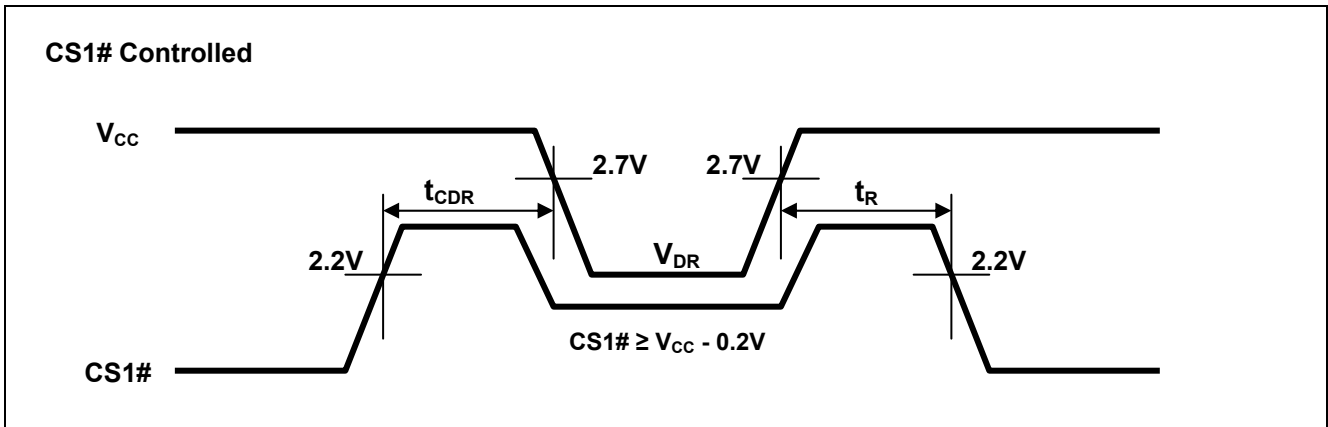 CS1# Controlled
VCC
2.7V 2.7V
tCDR tR
2.2V VDR 2.2V
CS1# ≥ VCC - 0.2V
CS1#